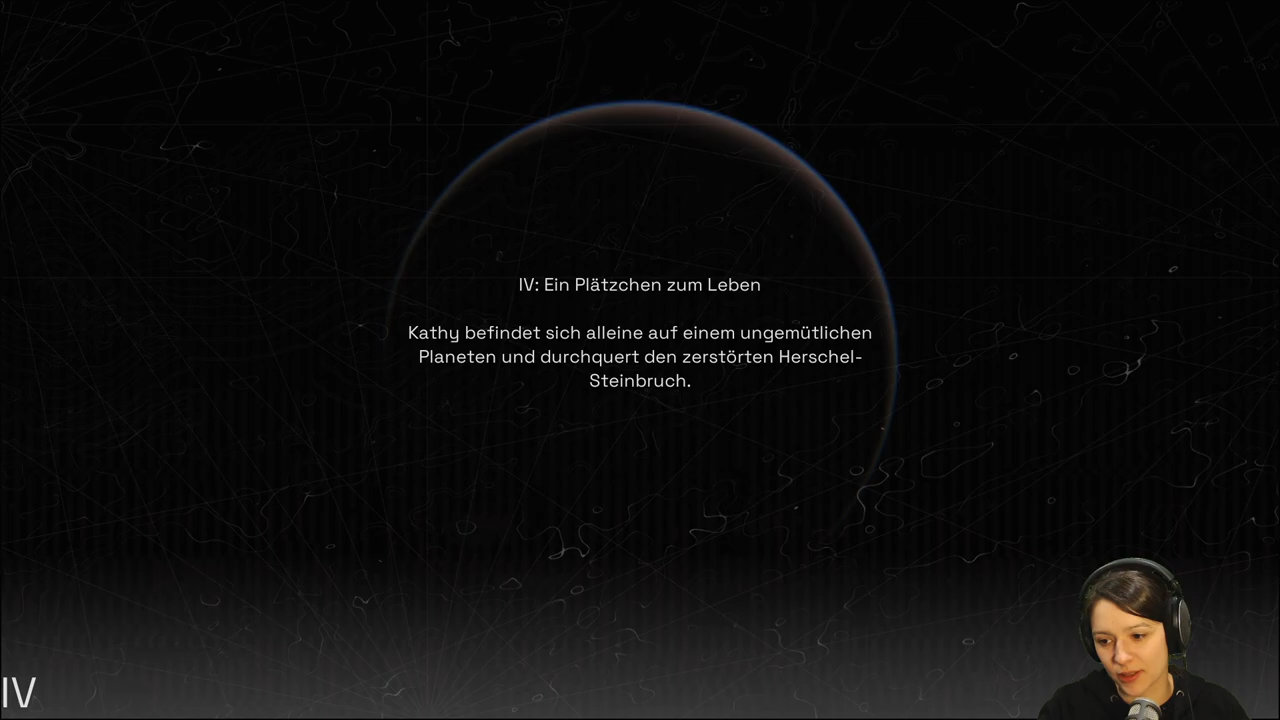 IV: Ein Plätzchen zum Leben
Kathy befindet sich alleine auf einem ungemütlichen
Planeten und durchquert den zerstörten Herschel-
Steinbruch.
IV